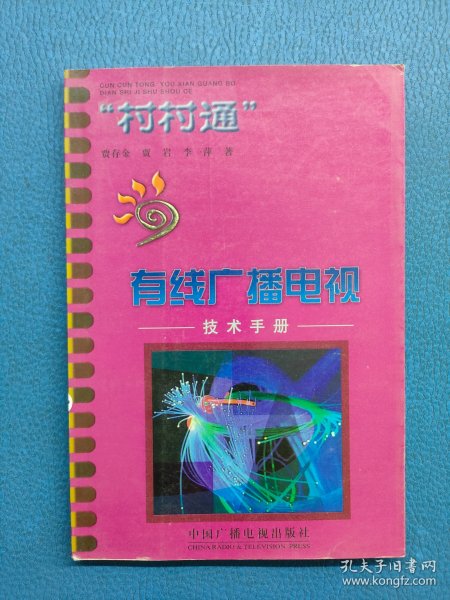 CUN CUN TONG YOU XIAN GUANG BO
DIAN SHI JI SHU SHOU CE
“村村通”
贾存金 贾岩 李萍 著
有线广播电视
技术手册
中国广播电视出版社
CHINA RADIO & TELEVISION PRESS
孔夫子旧书网
www.kongfz.com